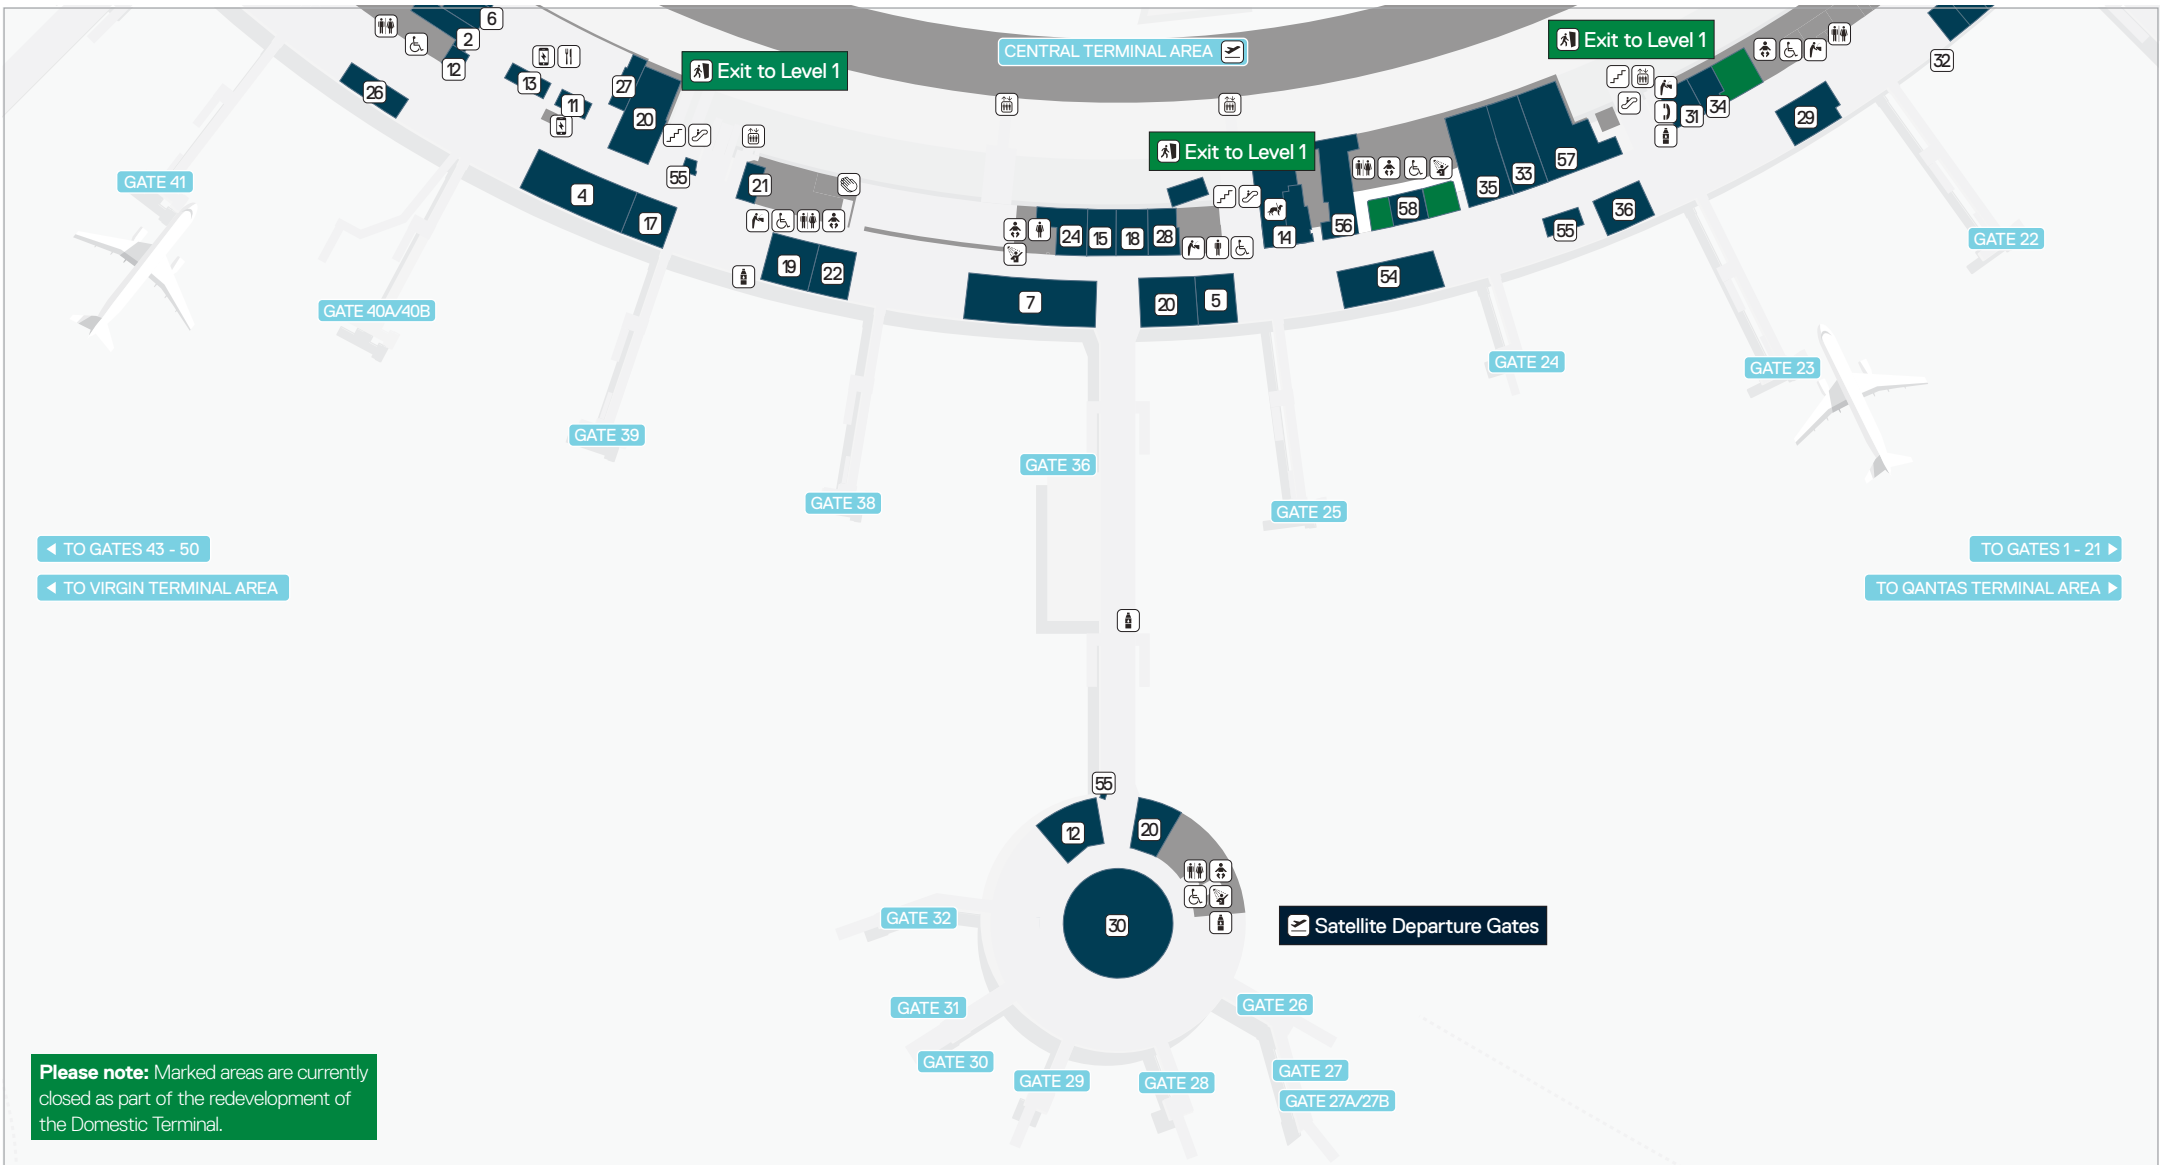 6
2
12
26
13
11
27
20
Exit to Level 1
CENTRAL TERMINAL AREA
Exit to Level 1
32
31
34
29
GATE 41
4
17
55
21
Exit to Level 1
24
15
18
28
14
56
58
35
33
57
55
36
GATE 22
19
22
7
20
5
54
GATE 40A/40B
GATE 24
GATE 23
GATE 39
GATE 36
GATE 38
GATE 25
TO GATES 43 - 50
TO VIRGIN TERMINAL AREA
TO GATES 1 - 21
TO QANTAS TERMINAL AREA
55
12
20
30
GATE 32
Satellite Departure Gates
GATE 31
GATE 26
GATE 30
GATE 29
GATE 28
GATE 27
GATE 27A/27B
Please note: Marked areas are currently
closed as part of the redevelopment of
the Domestic Terminal.